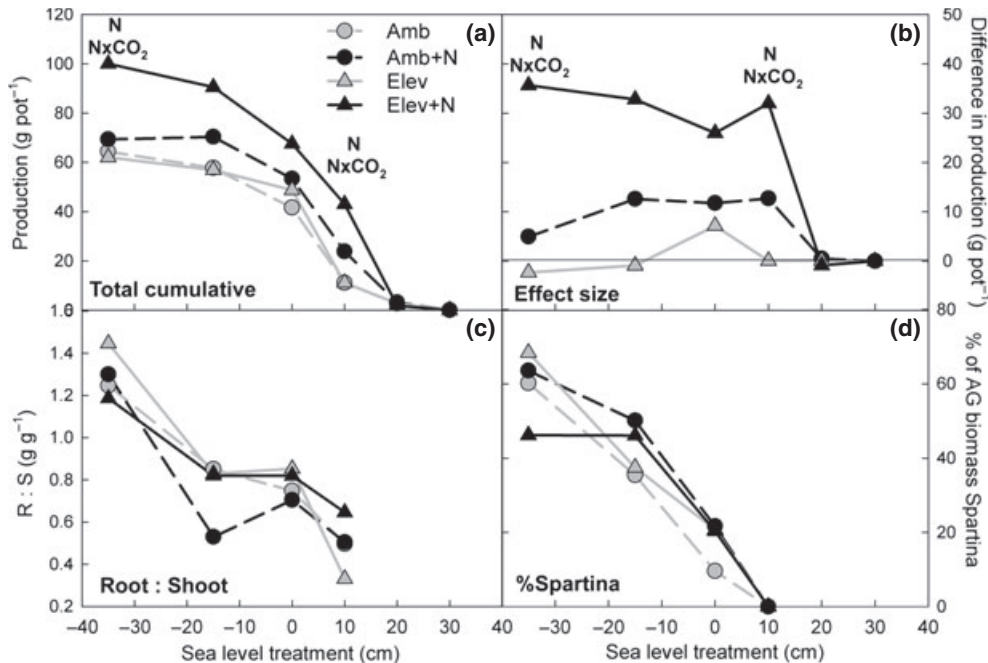 120
100
80
60
40
20
Production (g pot⁻¹)
N
NxCO₂
N
NxCO₂
Total cumulative
(a)
Amb
Amb+N
Elev
Elev+N
N
NxCO₂
N
NxCO₂
(b)
Effect size
50
40
30
20
10
0
Difference in production (g pot⁻¹)
1.6
1.4
1.2
1.0
0.8
0.6
0.4
0.2
R : S (g g⁻¹)
(c)
Root : Shoot
–40 –30 –20 –10 0 10 20 30 40
Sea level treatment (cm)
(d)
%Spartina
80
60
40
20
0
% of AG biomass Spartina
–30 –20 –10 0 10 20 30 40
Sea level treatment (cm)